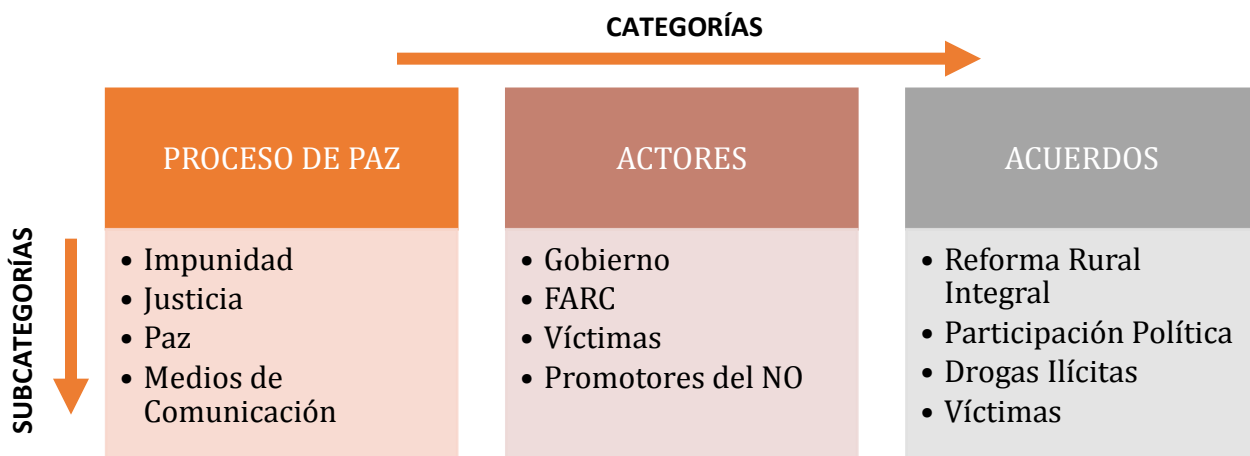 CATEGORÍAS
SUBCATEGORÍAS
PROCESO DE PAZ
• Impunidad
• Justicia
• Paz
• Medios de
Comunicación
ACTORES
• Gobierno
• FARC
• Víctimas
• Promotores del NO
ACUERDOS
• Reforma Rural
Integral
• Participación Política
• Drogas Ilícitas
• Víctimas